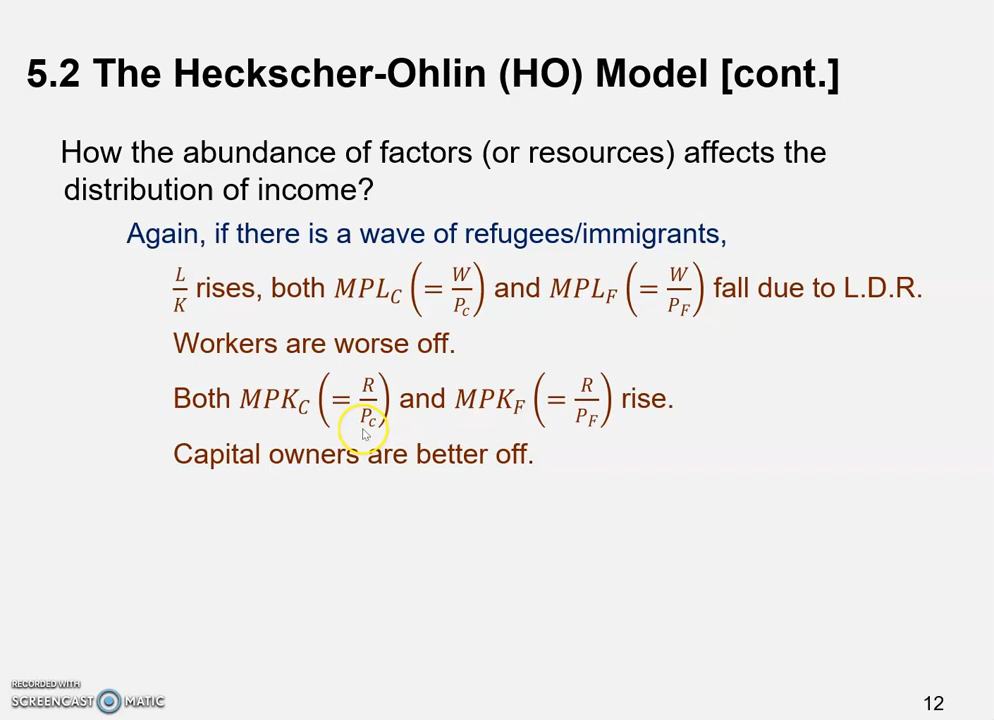 5.2 The Heckscher-Ohlin (HO) Model [cont.]
How the abundance of factors (or resources) affects the
distribution of income?
Again, if there is a wave of refugees/immigrants,
L/K rises, both MPL_C (= W/P_c) and MPL_F (= W/P_F) fall due to L.D.R.
Workers are worse off.
Both MPK_C (= R/P_c) and MPK_F (= R/P_F) rise.
Capital owners are better off.
RECORDED WITH
SCREENCAST MATIC
12